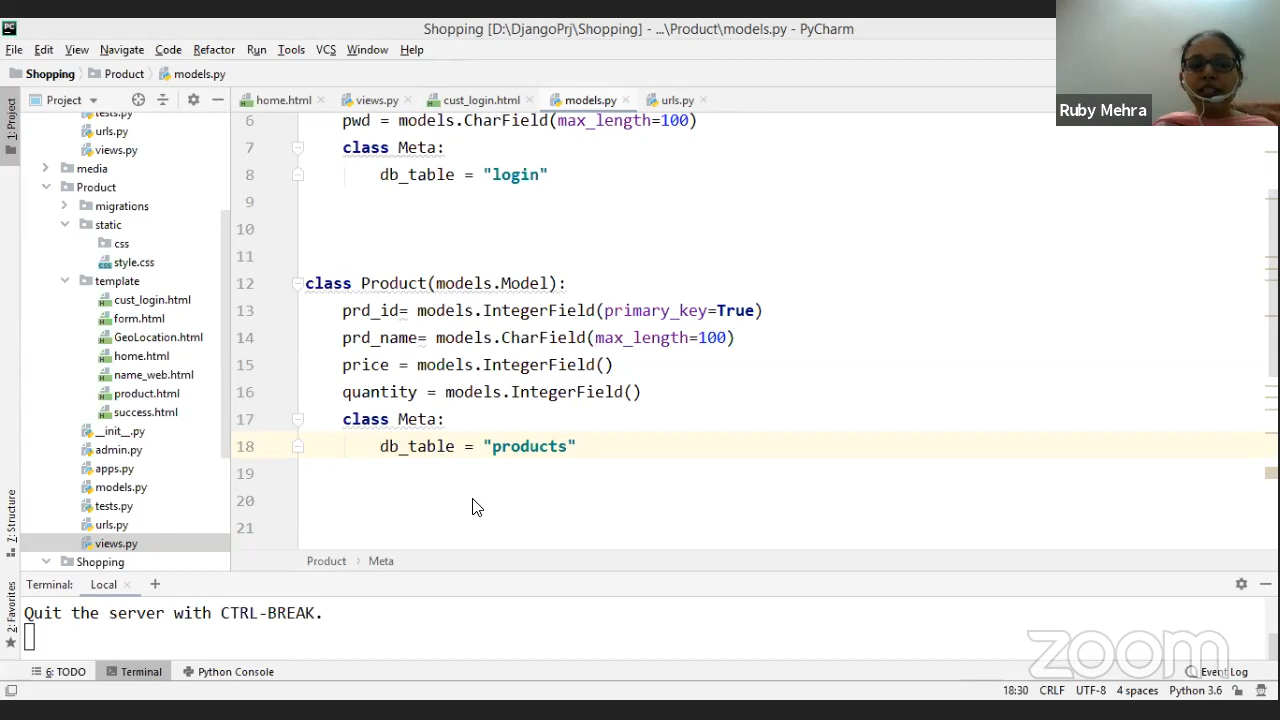 Shopping [D:\DjangoPrj\Shopping] - ...\Product\models.py - PyCharm
File Edit View Navigate Code Refactor Run Tools VCS Window Help
Shopping Product models.py
Project home.html views.py cust_login.html models.py urls.py
Ruby Mehra
1: Project
tests.py
urls.py
views.py
media
Product
migrations
static
css
style.css
template
cust_login.html
form.html
GeoLocation.html
home.html
name_web.html
product.html
success.html
__init__.py
admin.py
apps.py
models.py
tests.py
urls.py
views.py
Shopping
7: Structure
2: Favorites
6 pwd = models.CharField(max_length=100)
7 class Meta:
8 db_table = "login"
9
10
11
12 class Product(models.Model):
13 prd_id= models.IntegerField(primary_key=True)
14 prd_name= models.CharField(max_length=100)
15 price = models.IntegerField()
16 quantity = models.IntegerField()
17 class Meta:
18 db_table = "products"
19
20
21
Product > Meta
Terminal: Local
Quit the server with CTRL-BREAK.
zoom
6: TODO Terminal Python Console Event Log
18:30 CRLF UTF-8 4 spaces Python 3.6